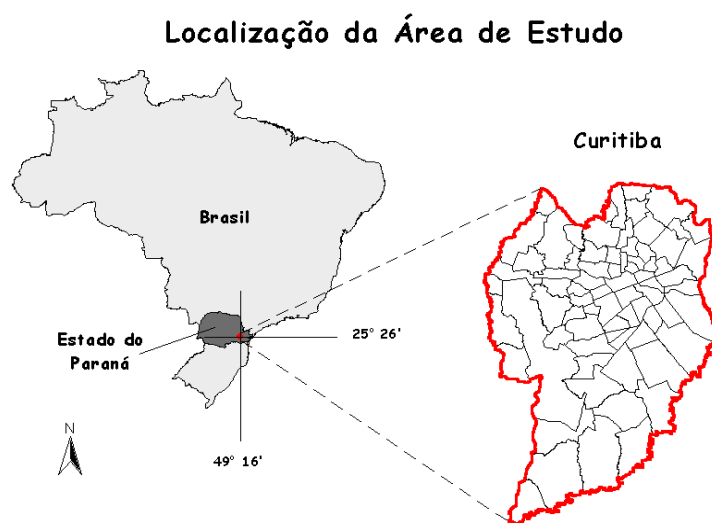 Localização da Área de Estudo
Curitiba
Brasil
Estado do
Paraná
25° 26'
49° 16'
N